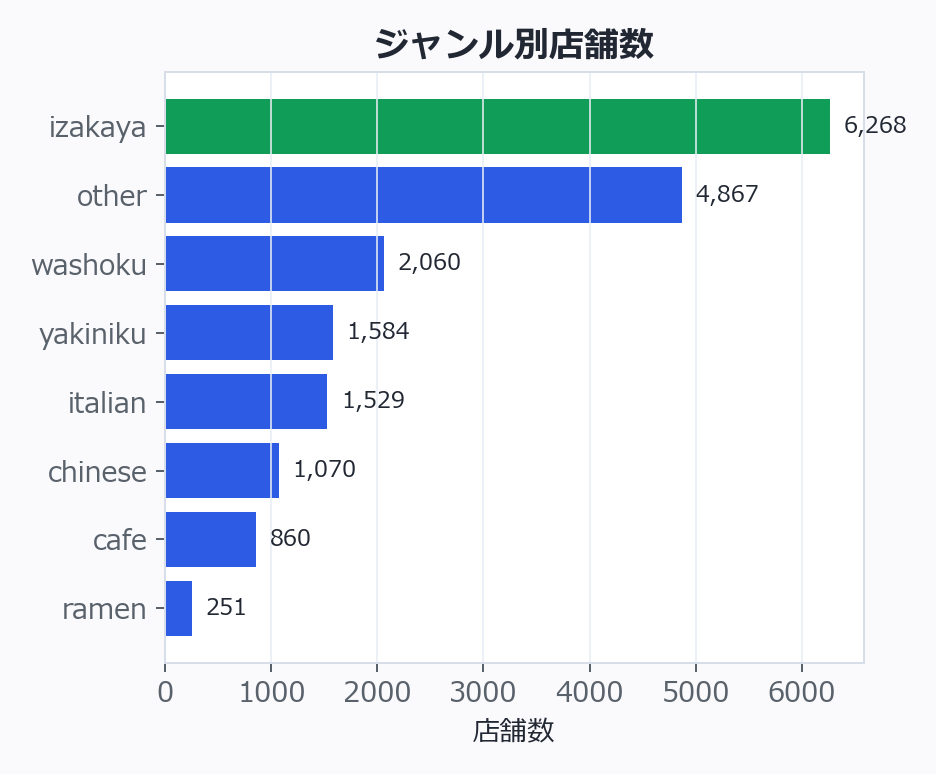 ジャンル別店舗数
izakaya 6,268
other 4,867
washoku 2,060
yakiniku 1,584
italian 1,529
chinese 1,070
cafe 860
ramen 251
0 1000 2000 3000 4000 5000 6000
店舗数